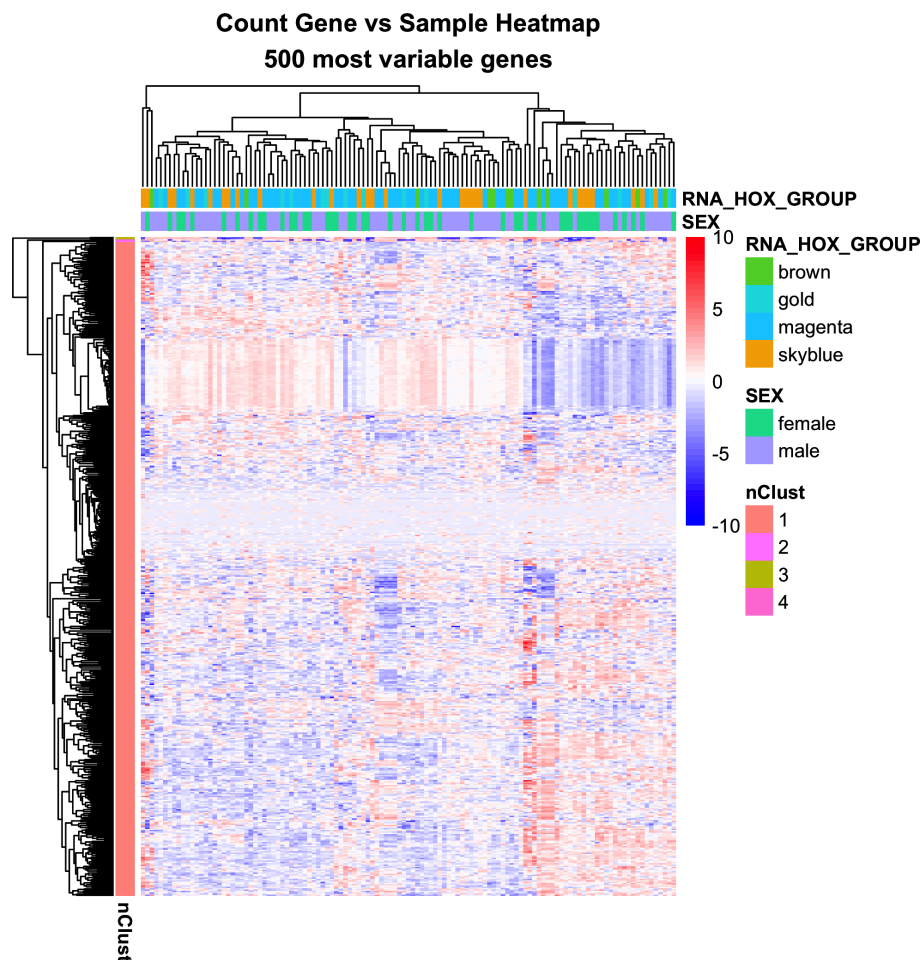 Count Gene vs Sample Heatmap
500 most variable genes
RNA_HOX_GROUP
SEX
10
5
0
-5
-10
RNA_HOX_GROUP
brown
gold
magenta
skyblue
SEX
female
male
nClust
1
2
3
4
nClust